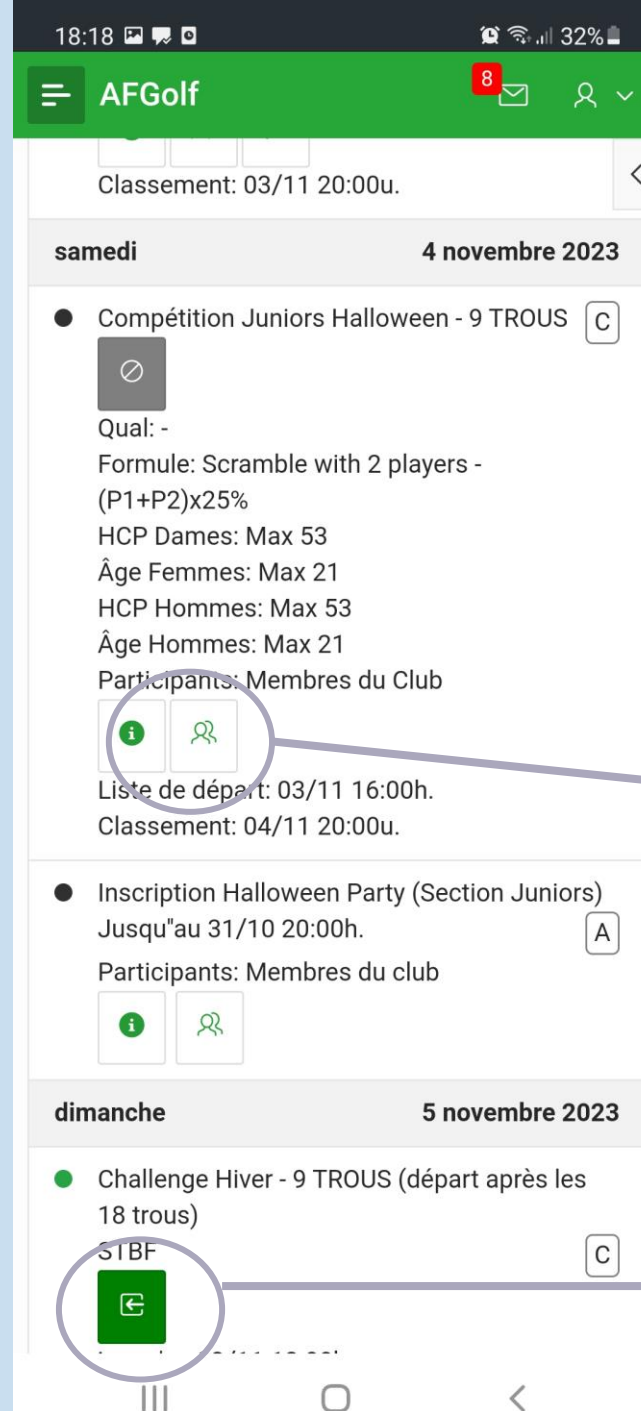 18:18 32%
AFGolf 8
Classement: 03/11 20:00u.
samedi 4 novembre 2023
Compétition Juniors Halloween - 9 TROUS C
Qual: -
Formule: Scramble with 2 players -
(P1+P2)x25%
HCP Dames: Max 53
Âge Femmes: Max 21
HCP Hommes: Max 53
Âge Hommes: Max 21
Participants: Membres du Club
Liste de départ: 03/11 16:00h.
Classement: 04/11 20:00u.
Inscription Halloween Party (Section Juniors)
Jusqu"au 31/10 20:00h. A
Participants: Membres du club
dimanche 5 novembre 2023
Challenge Hiver - 9 TROUS (départ après les
18 trous)
STBF C